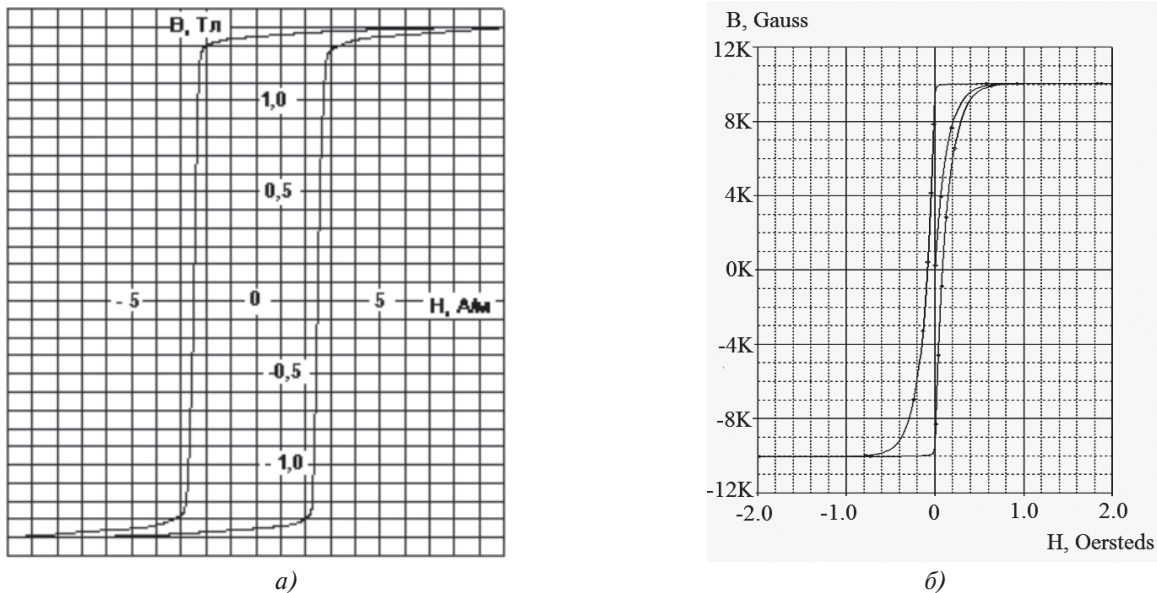 В, Тл
1,0
0,5
- 5
0
5
Н, А/м
-0,5
- 1,0
а)
B, Gauss
12K
8K
4K
0K
-4K
-8K
-12K
-2.0 -1.0 0 1.0 2.0
H, Oersteds
б)